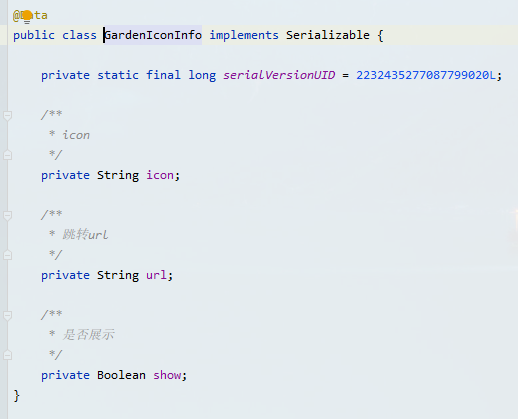 @ta
public class GardenIconInfo implements Serializable {
private static final long serialVersionUID = 2232435277087799020L;
/**
* icon
*/
private String icon;
/**
* 跳转url
*/
private String url;
/**
* 是否展示
*/
private Boolean show;
}